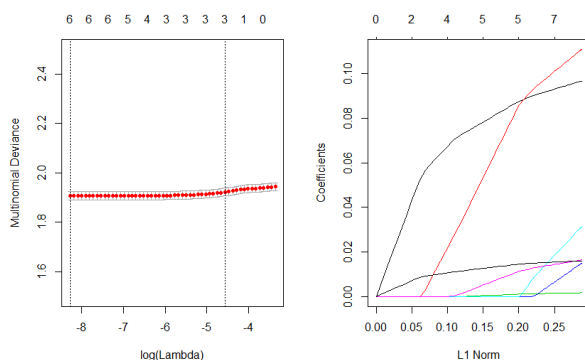 6 6 5 4 3 3 3 3 1 0
2.4
2.2
2.0
1.8
1.6
Multinomial Deviance
-8 -7 -6 -5 -4
log(Lambda)
0 2 4 5 5 7
0.10
0.08
0.06
0.04
0.02
0.00
Coefficients
0.00 0.05 0.10 0.15 0.20 0.25
L1 Norm